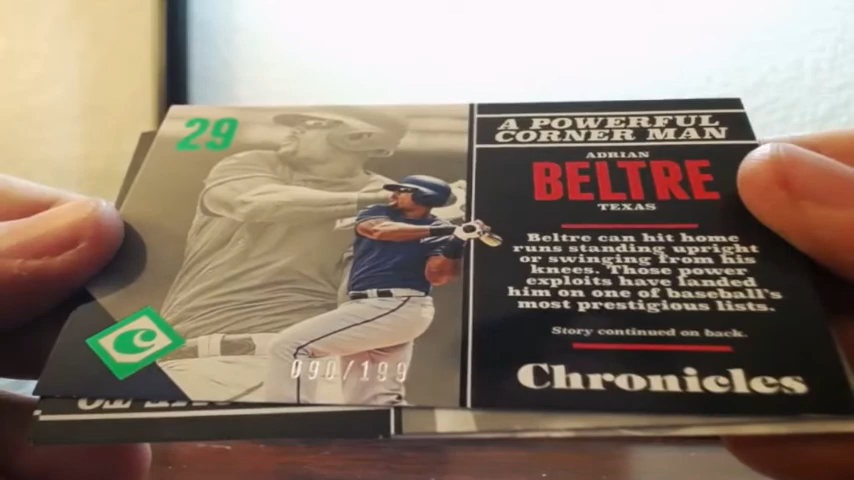 29
A POWERFUL
CORNER MAN
ADRIAN
BELTRE
TEXAS
Beltre can hit home
runs standing upright
or swinging from his
knees. Those power
exploits have landed
him on one of baseball's
most prestigious lists.
Story continued on back.
Chronicles
C
090/199